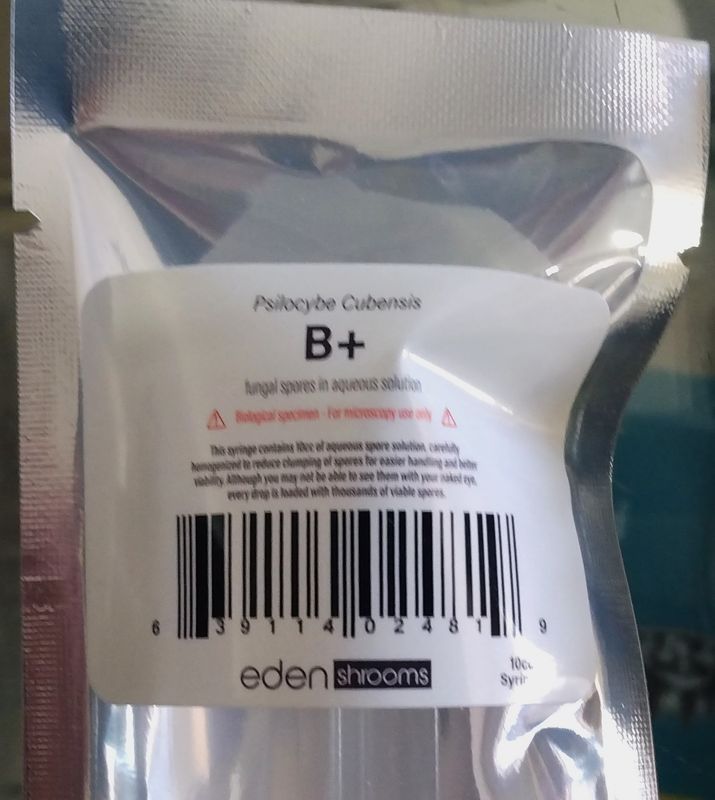 Psilocybe Cubensis
B+
fungal spores in aqueous solution
Biological specimen - For microscopy use only
This syringe contains 10cc of aqueous spore solution, carefully
homogenized to reduce clumping of spores for easier handling and better
viability. Although you may not be able to see them with your naked eye,
every drop is loaded with thousands of viable spores.
6 39114 02481 9
eden shrooms